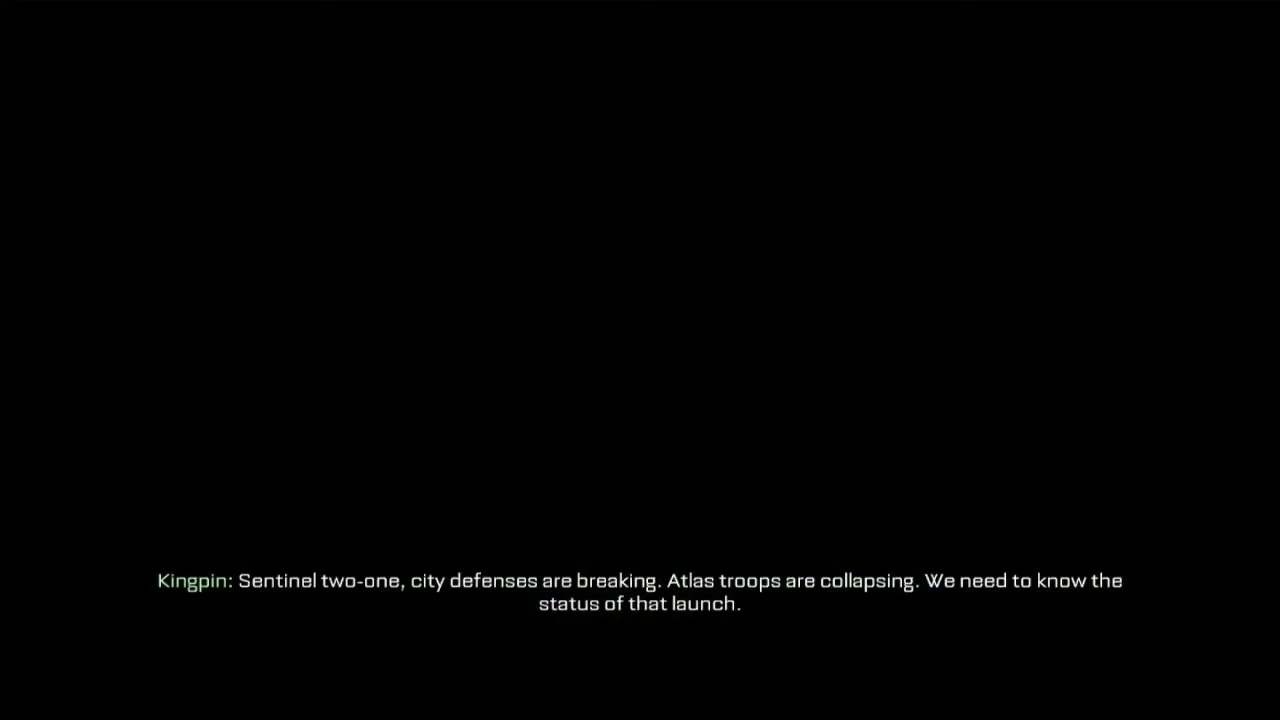 Kingpin: Sentinel two-one, city defenses are breaking. Atlas troops are collapsing. We need to know the
status of that launch.